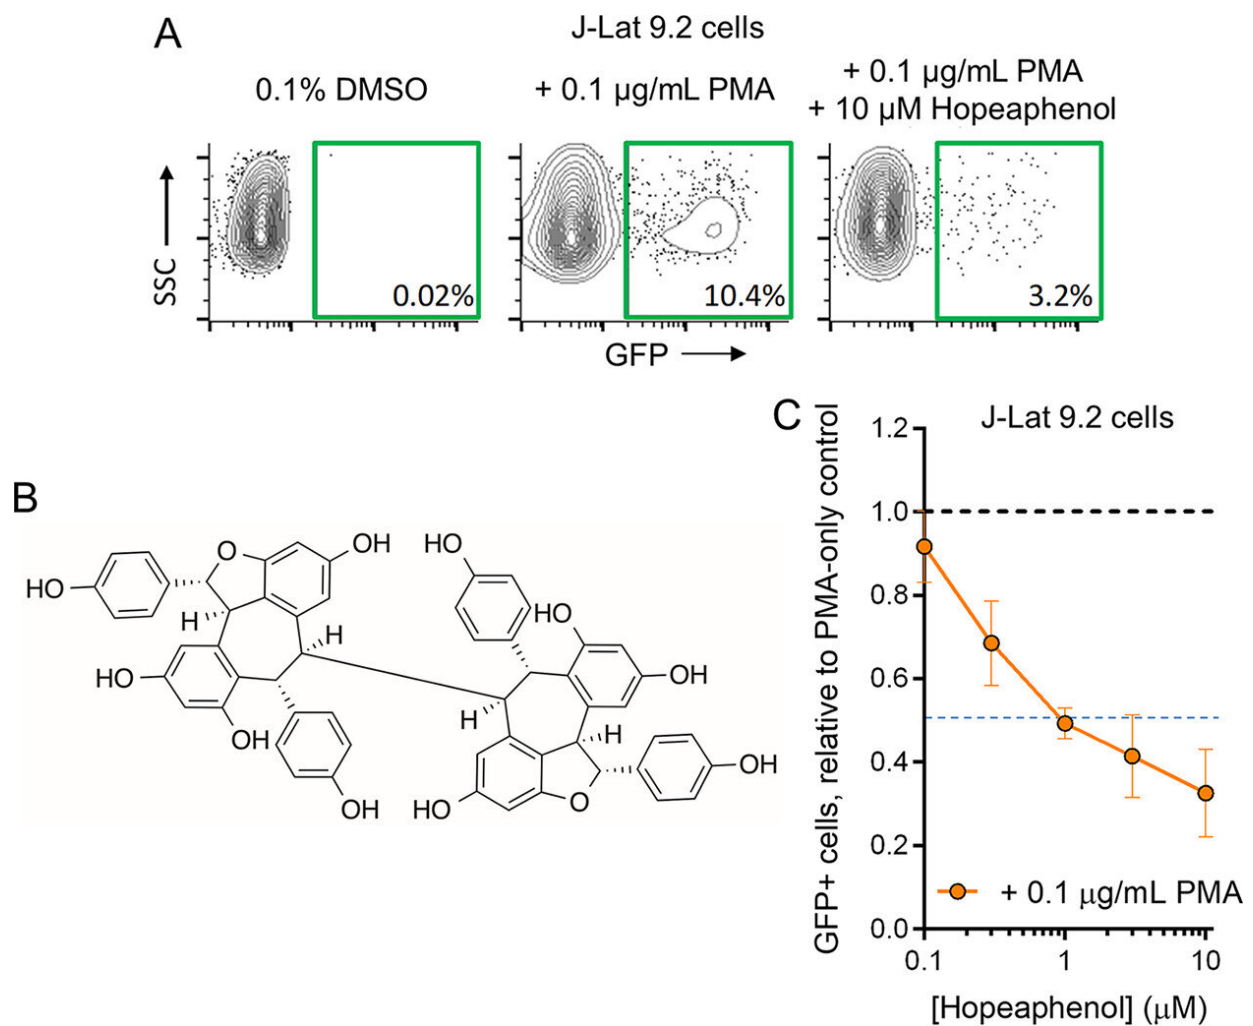 A
J-Lat 9.2 cells
0.1% DMSO
+ 0.1 µg/mL PMA
+ 0.1 µg/mL PMA
+ 10 µM Hopeaphenol
SSC
0.02%
10.4%
3.2%
GFP
B
HO
O
OH
H
H
HO
OH
OH
HO
HO
OH
H
H
HO
O
OH
C
J-Lat 9.2 cells
GFP+ cells, relative to PMA-only control
1.2
1.0
0.8
0.6
0.4
0.2
0.0
+ 0.1 µg/mL PMA
0.1
1
10
[Hopeaphenol] (µM)